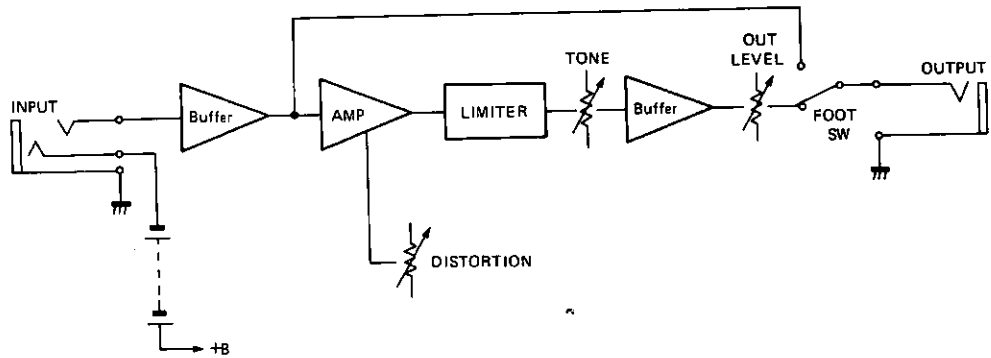 INPUT
Buffer
AMP
LIMITER
TONE
Buffer
OUT
LEVEL
FOOT
SW
OUTPUT
DISTORTION
+B